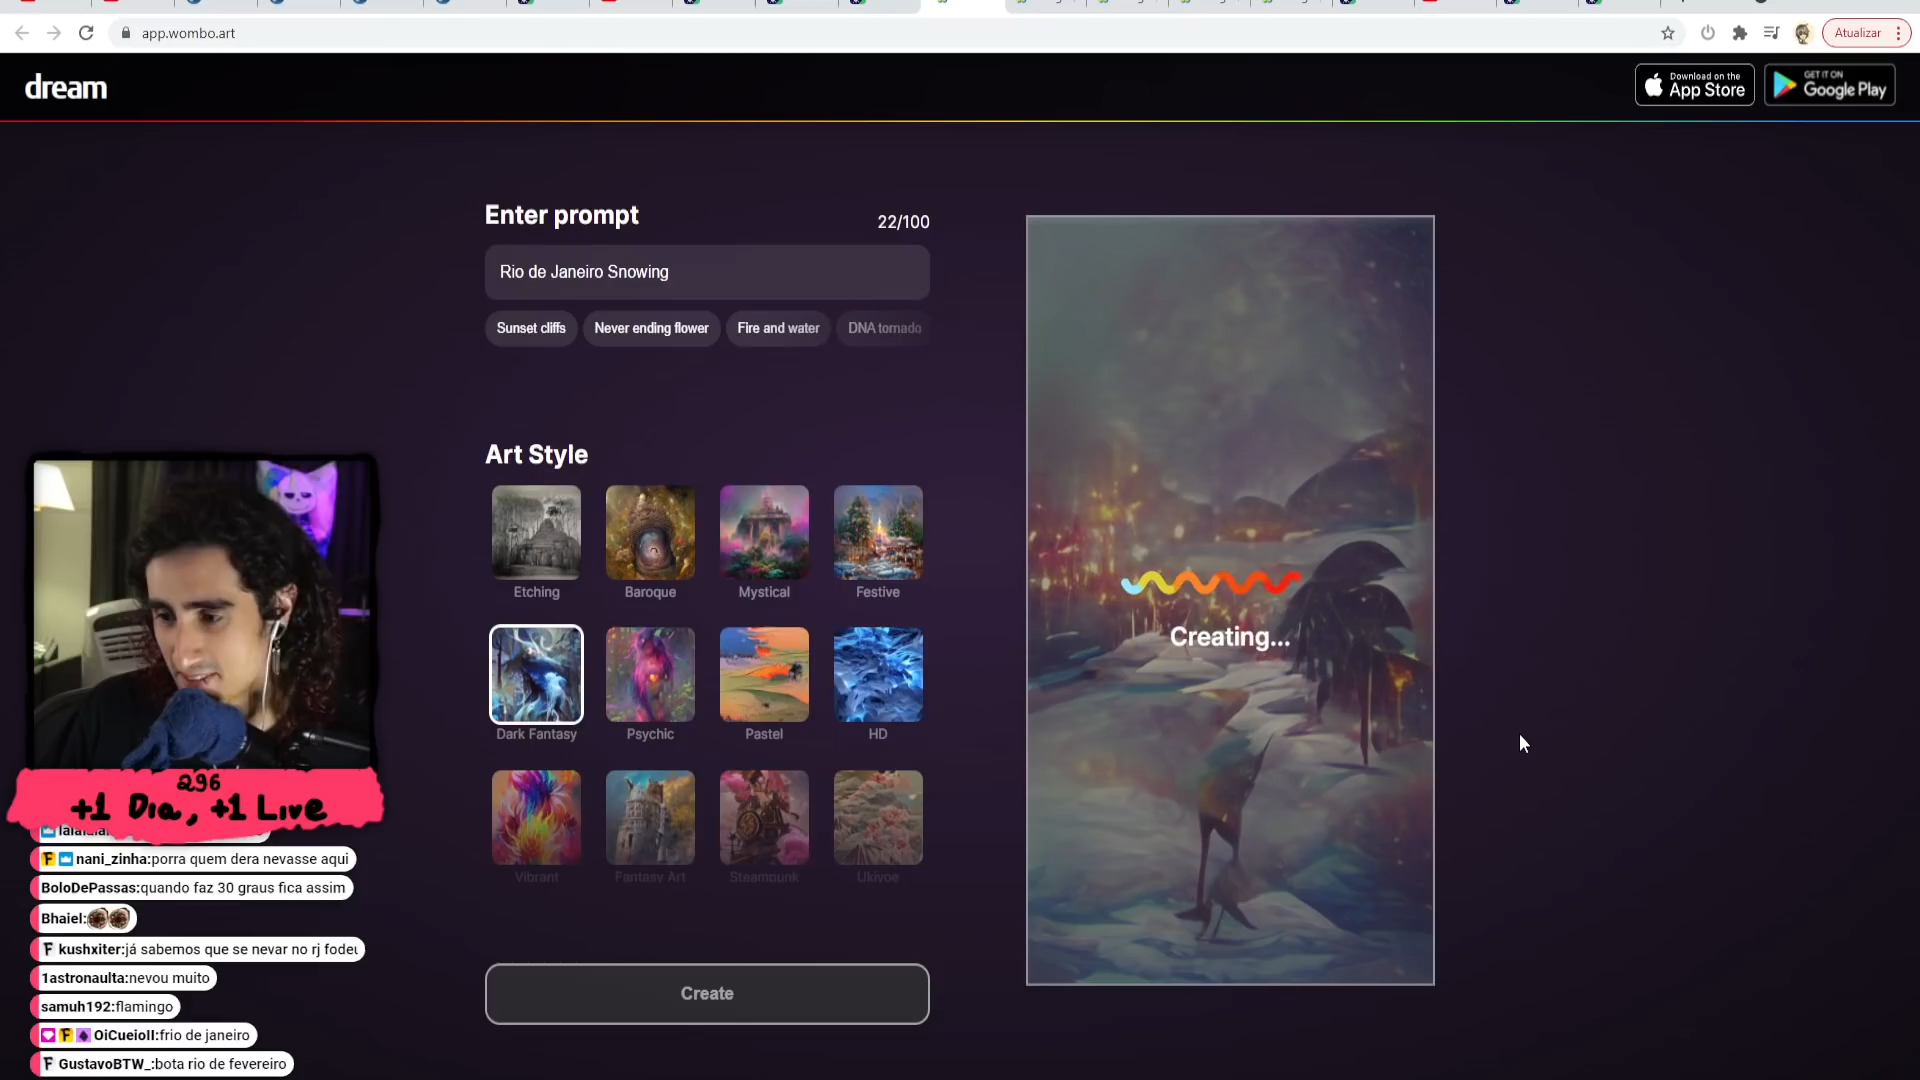 app.wombo.art
Atualizar
dream
Download on the
App Store
GET IT ON
Google Play
Enter prompt
22/100
Rio de Janeiro Snowing
Sunset cliffs
Never ending flower
Fire and water
DNA tornado
Art Style
Etching
Baroque
Mystical
Festive
Dark Fantasy
Psychic
Pastel
HD
Vibrant
Fantasy Art
Steampunk
Ukiyoe
Creating...
Create
296
+1 Dia, +1 Live
nani_zinha:porra quem dera nevasse aqui
BoloDePassas:quando faz 30 graus fica assim
Bhaiel:
kushxiter:já sabemos que se nevar no rj fodeu
1astronaulta:nevou muito
samuh192:flamingo
OiCueioII:frio de janeiro
GustavoBTW_:bota rio de fevereiro